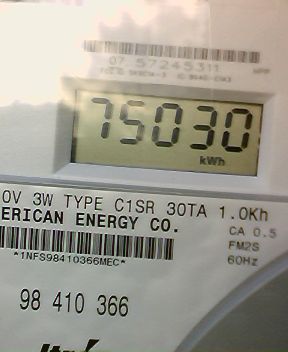 07 57245311
75030
kWh
0V 3W TYPE C1SR 30TA 1.0Kh
ERICAN ENERGY CO.
CA 0.5
FM2S
60Hz
*1NFS98410366MEC*
98 410 366